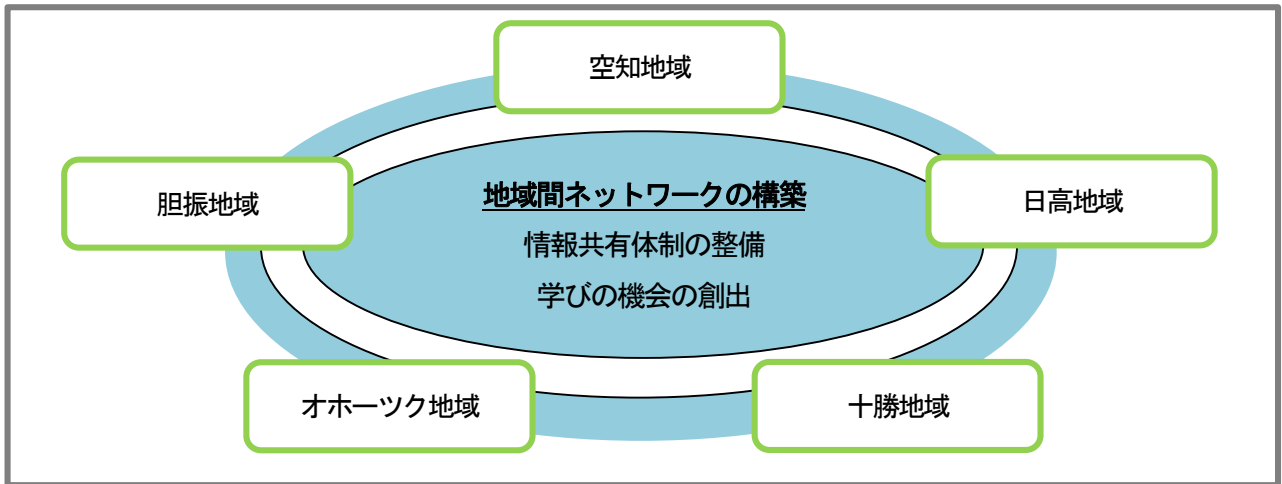 空知地域
胆振地域
地域間ネットワークの構築
日高地域
情報共有体制の整備
学びの機会の創出
オホーツク地域
十勝地域